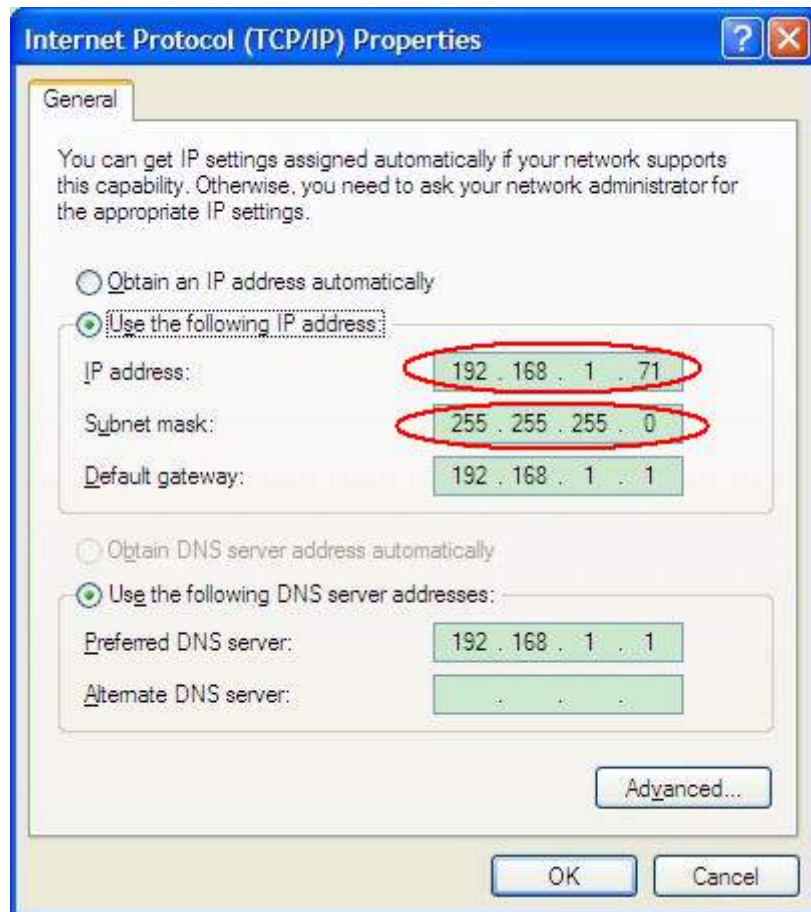 Internet Protocol (TCP/IP) Properties
General
You can get IP settings assigned automatically if your network supports
this capability. Otherwise, you need to ask your network administrator for
the appropriate IP settings.
Obtain an IP address automatically
Use the following IP address:
IP address: 192 . 168 . 1 . 71
Subnet mask: 255 . 255 . 255 . 0
Default gateway: 192 . 168 . 1 . 1
Obtain DNS server address automatically
Use the following DNS server addresses:
Preferred DNS server: 192 . 168 . 1 . 1
Alternate DNS server: . . .
Advanced...
OK Cancel